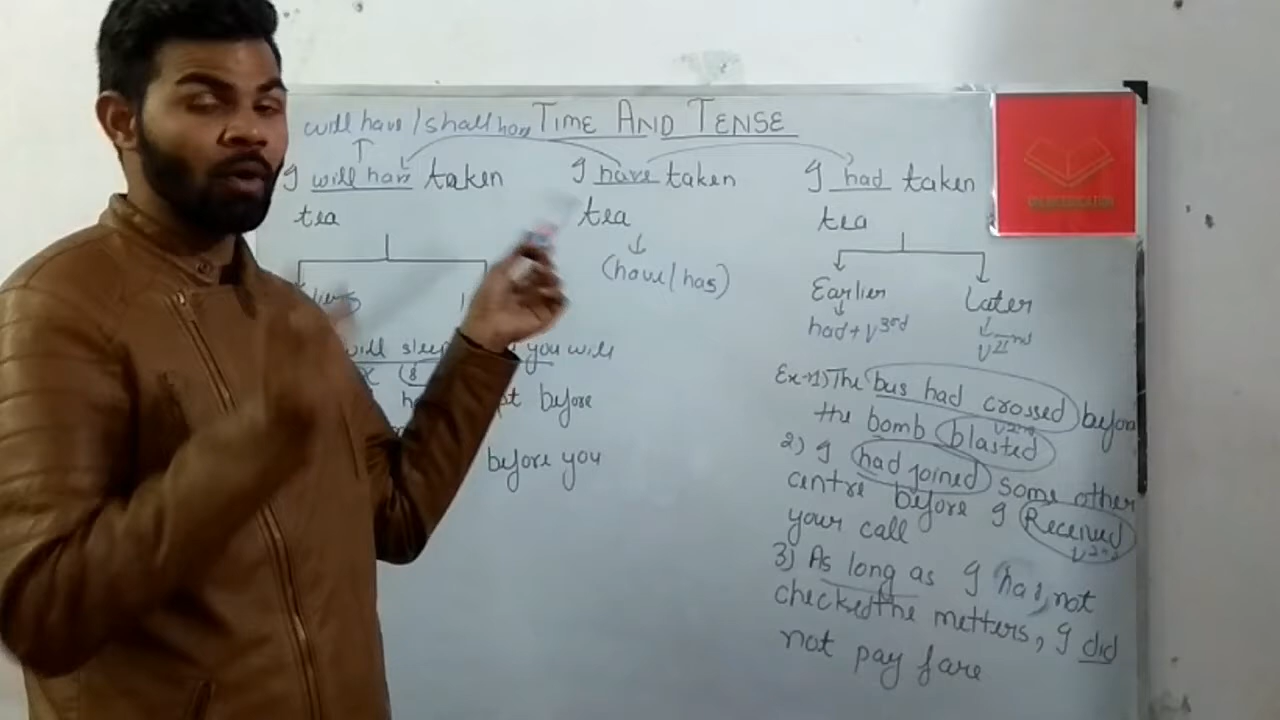 will have / shall have TIME AND TENSE
I will have taken
tea
I have taken
tea
(have/has)
I had taken
tea
Earlier
had + V3rd
Later
V2nd
will sleep you will
before
before you
Ex-1) The bus had crossed before
the bomb blasted
V2nd
2) I had joined some other
centre before I Received
your call
V2nd
3) As long as I had not
checked the metters, I did
not pay fare